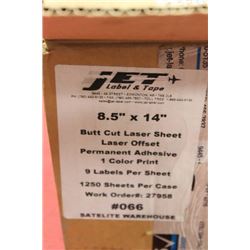 JET
Label & Tape
8.5" x 14"
Butt Cut Laser Sheet
Laser Offset
Permanent Adhesive
1 Color Print
9 Labels Per Sheet
1250 Sheets Per Case
Work Order#: 27958
#066
SATELITE WAREHOUSE